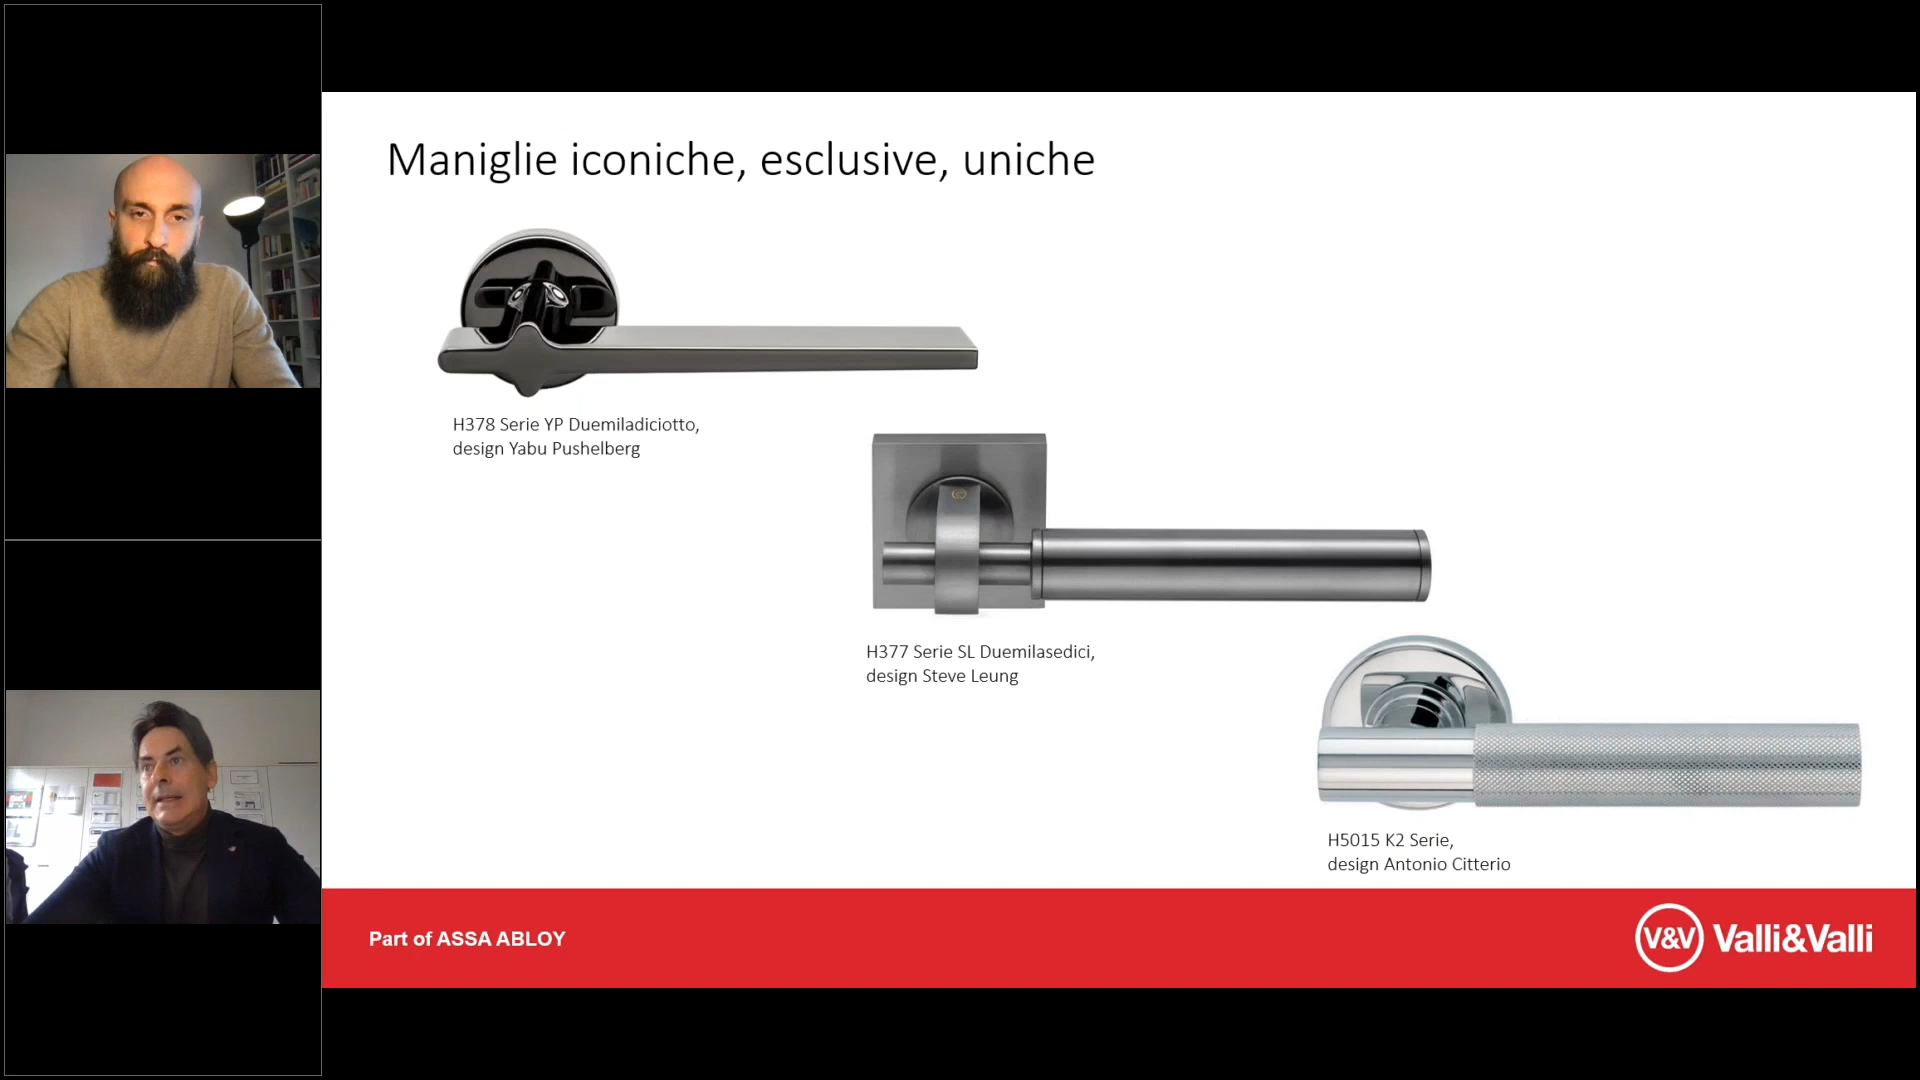 Maniglie iconiche, esclusive, uniche
H378 Serie YP Duemiladiciotto,
design Yabu Pushelberg
H377 Serie SL Duemilasedici,
design Steve Leung
H5015 K2 Serie,
design Antonio Citterio
Part of ASSA ABLOY
V&V Valli&Valli